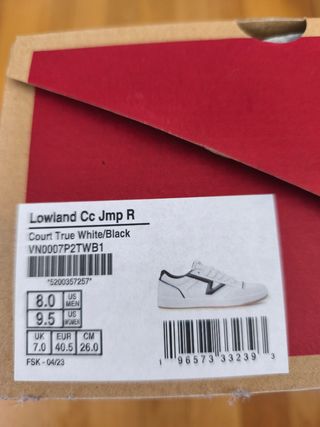 Lowland Cc Jmp R
Court True White/Black
VN0007P2TWB1
*5200357257*
8.0 US MEN
9.5 US WOMEN
UK EUR CM
7.0 40.5 26.0
FSK - 04/23
1 96573 33239 3